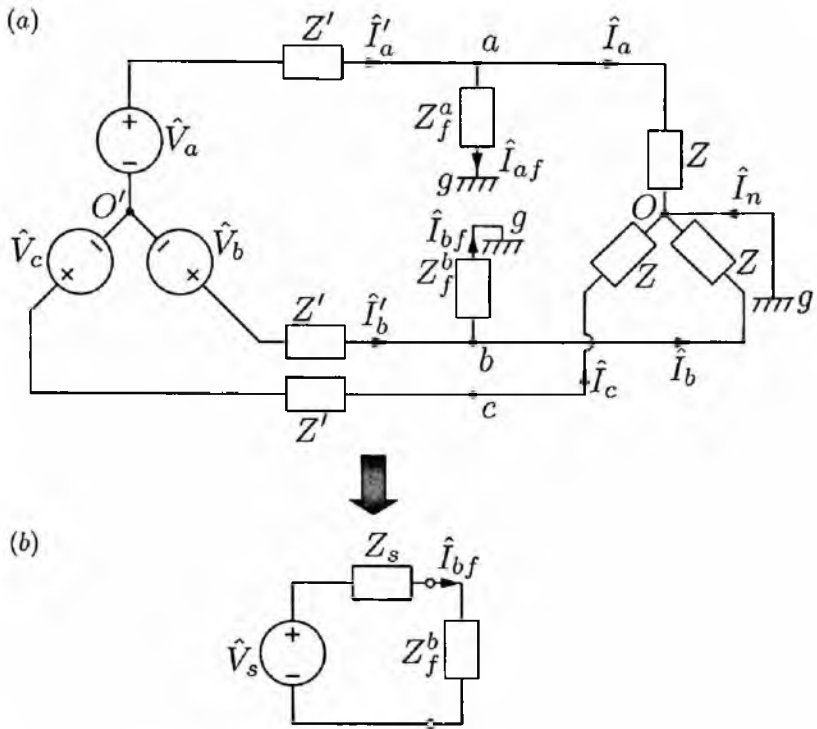 (a)
Z′ Î′a a Îa
Z^a_f
+ − V̂a
Îaf
g
Z
O′
O În
V̂c − + − + V̂b
Îbf g
Z^b_f
Z Z
g
Z′ Î′b
b Îb
Îc
Z′ c
(b)
Zs Îbf
V̂s + −
Z^b_f